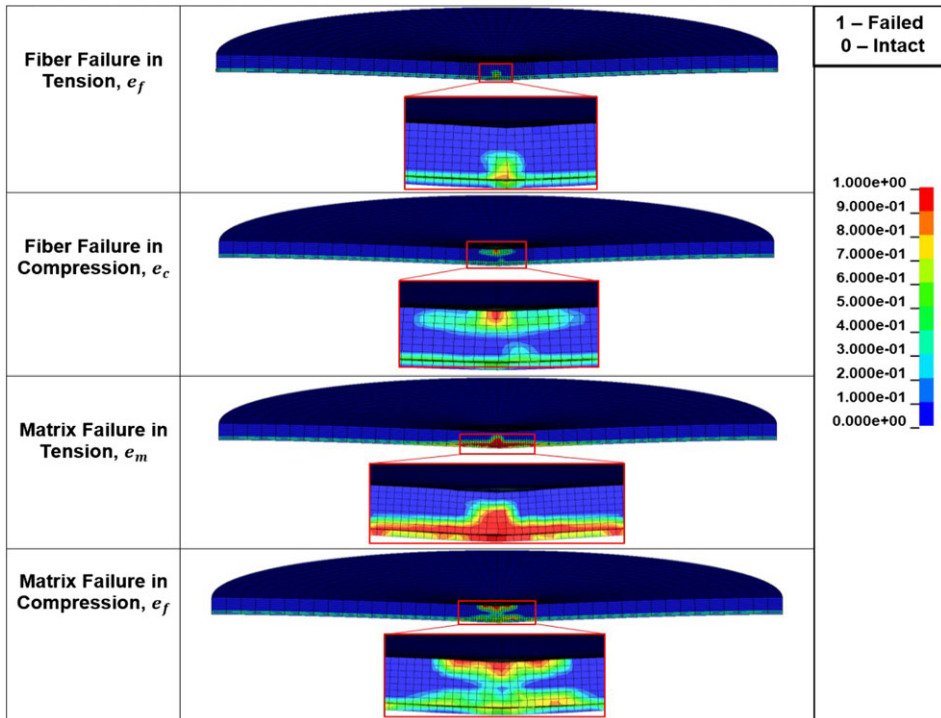 Fiber Failure in
Tension, e_f
1 – Failed
0 – Intact
Fiber Failure in
Compression, e_c
1.000e+00
9.000e-01
8.000e-01
7.000e-01
6.000e-01
5.000e-01
4.000e-01
3.000e-01
2.000e-01
1.000e-01
0.000e+00
Matrix Failure in
Tension, e_m
Matrix Failure in
Compression, e_f